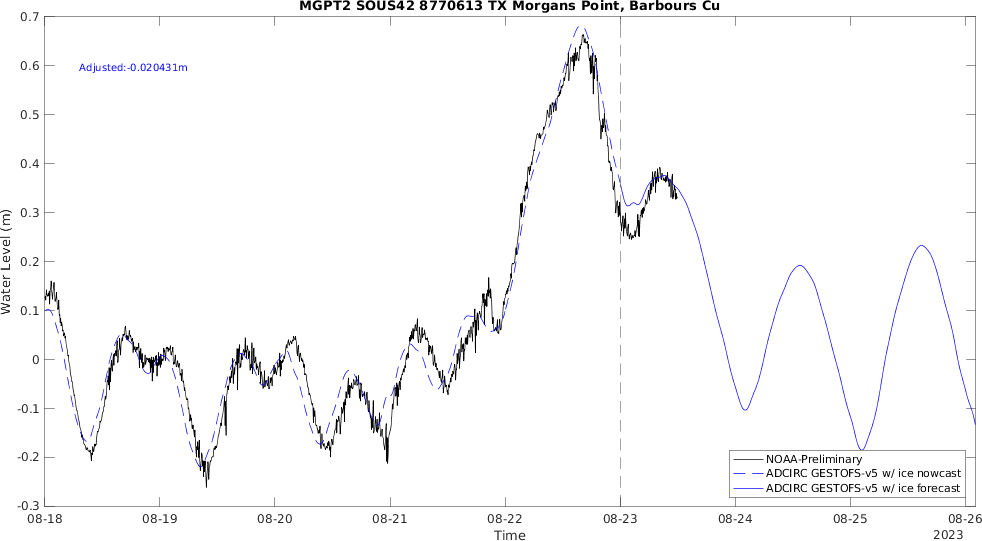 MGPT2 SOUS42 8770613 TX Morgans Point, Barbours Cu
Adjusted:-0.020431m
Water Level (m)
0.7
0.6
0.5
0.4
0.3
0.2
0.1
0
-0.1
-0.2
-0.3
NOAA-Preliminary
ADCIRC GESTOFS-v5 w/ ice nowcast
ADCIRC GESTOFS-v5 w/ ice forecast
08-18 08-19 08-20 08-21 08-22 08-23 08-24 08-25 08-26
Time
2023